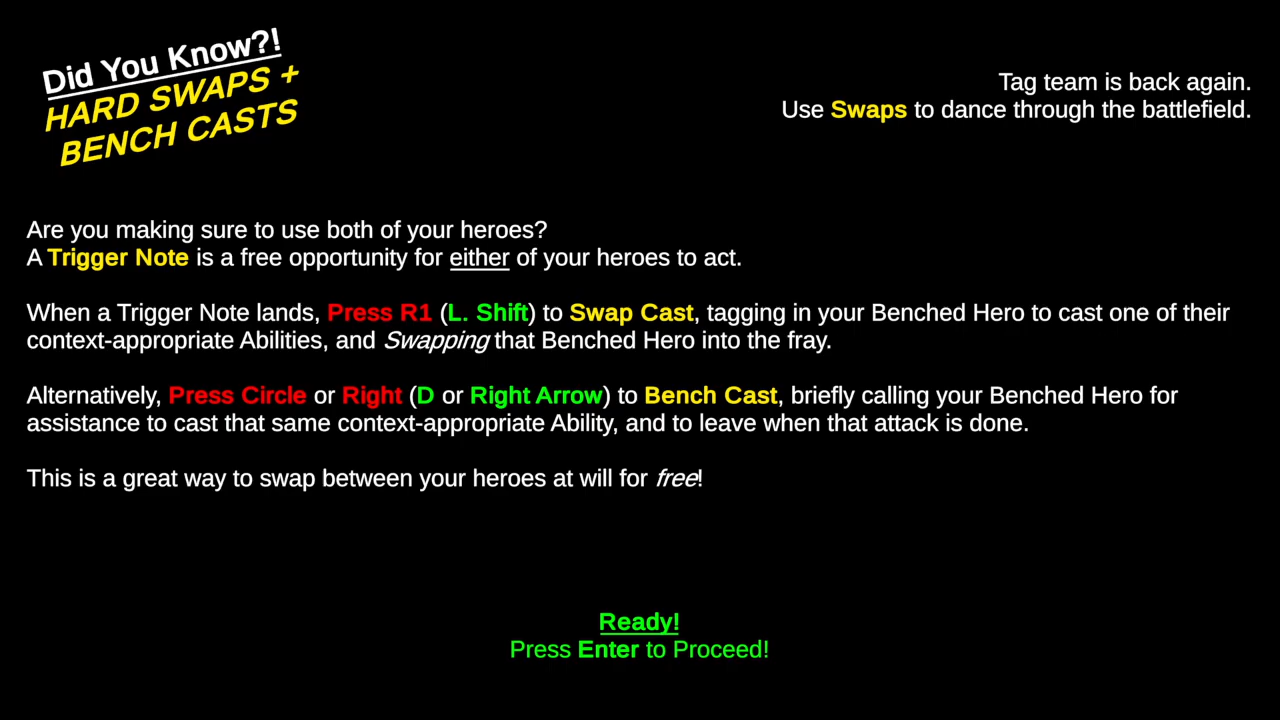 Did You Know?!
HARD SWAPS +
BENCH CASTS
Tag team is back again.
Use Swaps to dance through the battlefield.
Are you making sure to use both of your heroes?
A Trigger Note is a free opportunity for either of your heroes to act.
When a Trigger Note lands, Press R1 (L. Shift) to Swap Cast, tagging in your Benched Hero to cast one of their
context-appropriate Abilities, and Swapping that Benched Hero into the fray.
Alternatively, Press Circle or Right (D or Right Arrow) to Bench Cast, briefly calling your Benched Hero for
assistance to cast that same context-appropriate Ability, and to leave when that attack is done.
This is a great way to swap between your heroes at will for free!
Ready!
Press Enter to Proceed!